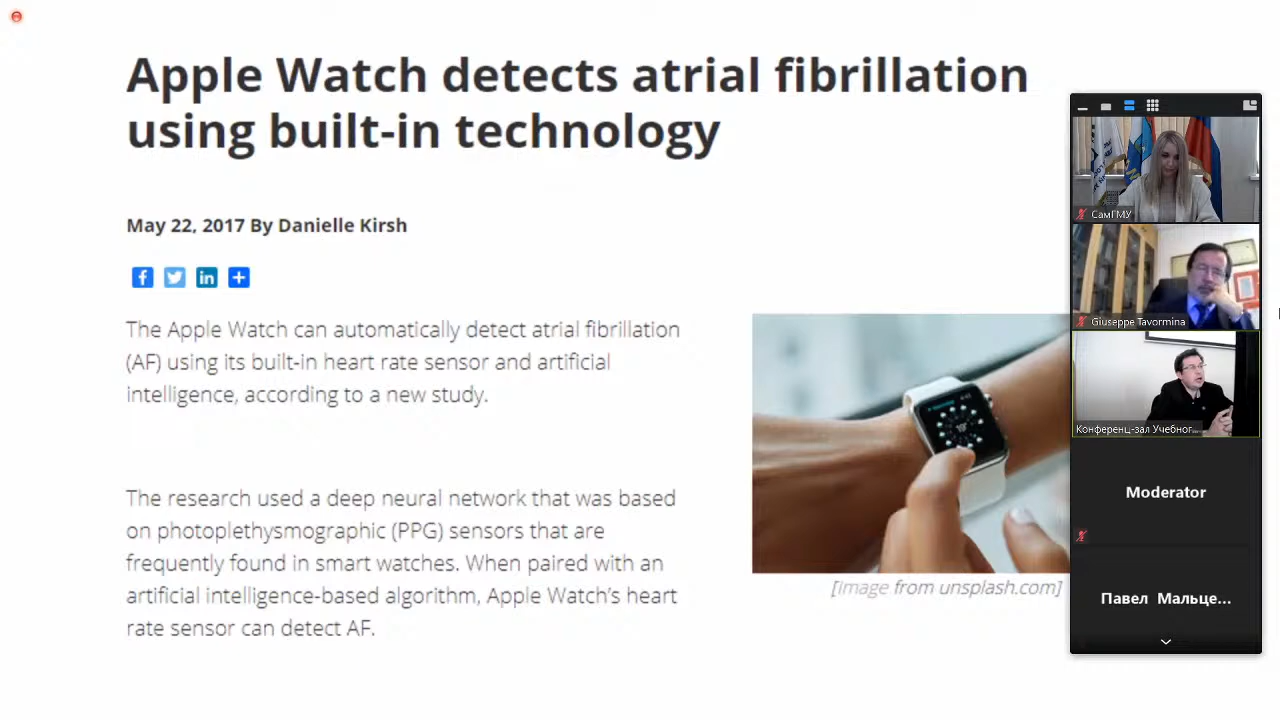 Apple Watch detects atrial fibrillation
using built-in technology
May 22, 2017 By Danielle Kirsh
The Apple Watch can automatically detect atrial fibrillation
(AF) using its built-in heart rate sensor and artificial
intelligence, according to a new study.
The research used a deep neural network that was based
on photoplethysmographic (PPG) sensors that are
frequently found in smart watches. When paired with an
artificial intelligence-based algorithm, Apple Watch's heart
rate sensor can detect AF.
[Image from unsplash.com]
СамГМУ
Giuseppe Tavormina
Конференц-зал Учебног...
Moderator
Павел Мальце...